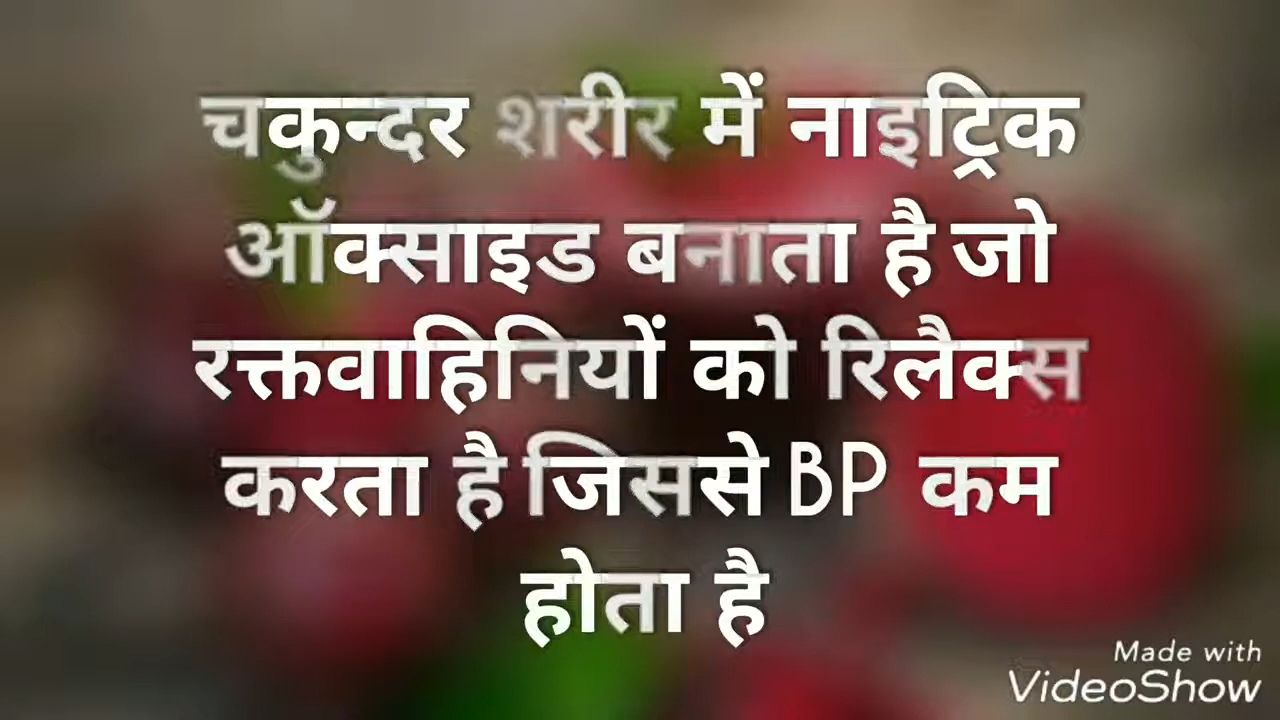 चकुन्दर शरीर में नाइट्रिक
ऑक्साइड बनाता है जो
रक्तवाहिनियों को रिलैक्स
करता है जिससे BP कम
होता है
Made with
VideoShow